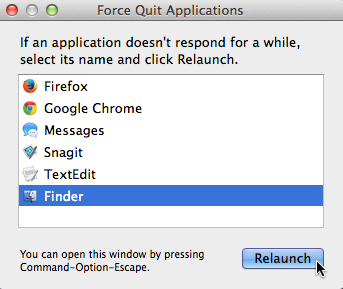 Force Quit Applications
If an application doesn't respond for a while,
select its name and click Relaunch.
Firefox
Google Chrome
Messages
Snagit
TextEdit
Finder
You can open this window by pressing
Command-Option-Escape.
Relaunch